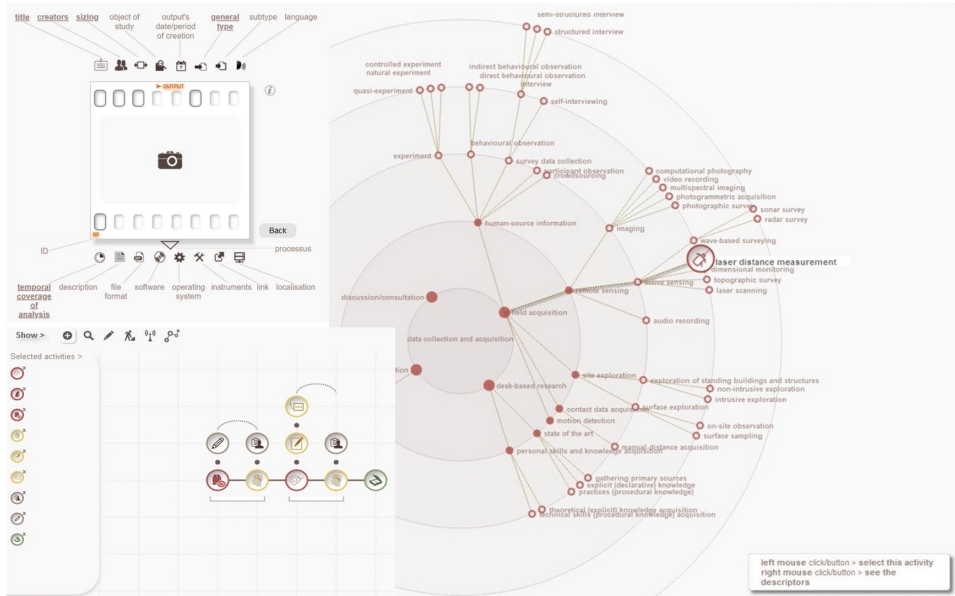 title
creators
sizing
object of
study
output's
date/period
of creation
general
type
subtype
language
OUTPUT
7
i
Back
ID
processus
temporal
coverage
of
analysis
description
file
format
software
operating
system
instruments
link
localisation
Show >
Selected activities >
semi-structured interview
structured interview
controlled experiment
natural experiment
quasi-experiment
indirect behavioural observation
direct behavioural observation
interview
self-interviewing
behavioural observation
experiment
survey data collection
participant observation
crowdsourcing
computational photography
video recording
multispectral imaging
photogrammetric acquisition
photographic survey
sonar survey
radar survey
human-source information
imaging
wave-based surveying
laser distance measurement
dimensional monitoring
active sensing
topographic survey
laser scanning
remote sensing
discussion/consultation
field acquisition
audio recording
data collection and acquisition
tion
site exploration
desk-based research
exploration of standing buildings and structures
non-intrusive exploration
intrusive exploration
contact data acquisition
surface exploration
motion detection
on-site observation
state of the art
surface sampling
manual distance acquisition
personal skills and knowledge acquisition
gathering primary sources
explicit (declarative) knowledge
practices (procedural knowledge)
theoretical (explicit) knowledge acquisition
technical skills (procedural knowledge) acquisition
left mouse click/button > select this activity
right mouse click/button > see the
descriptors